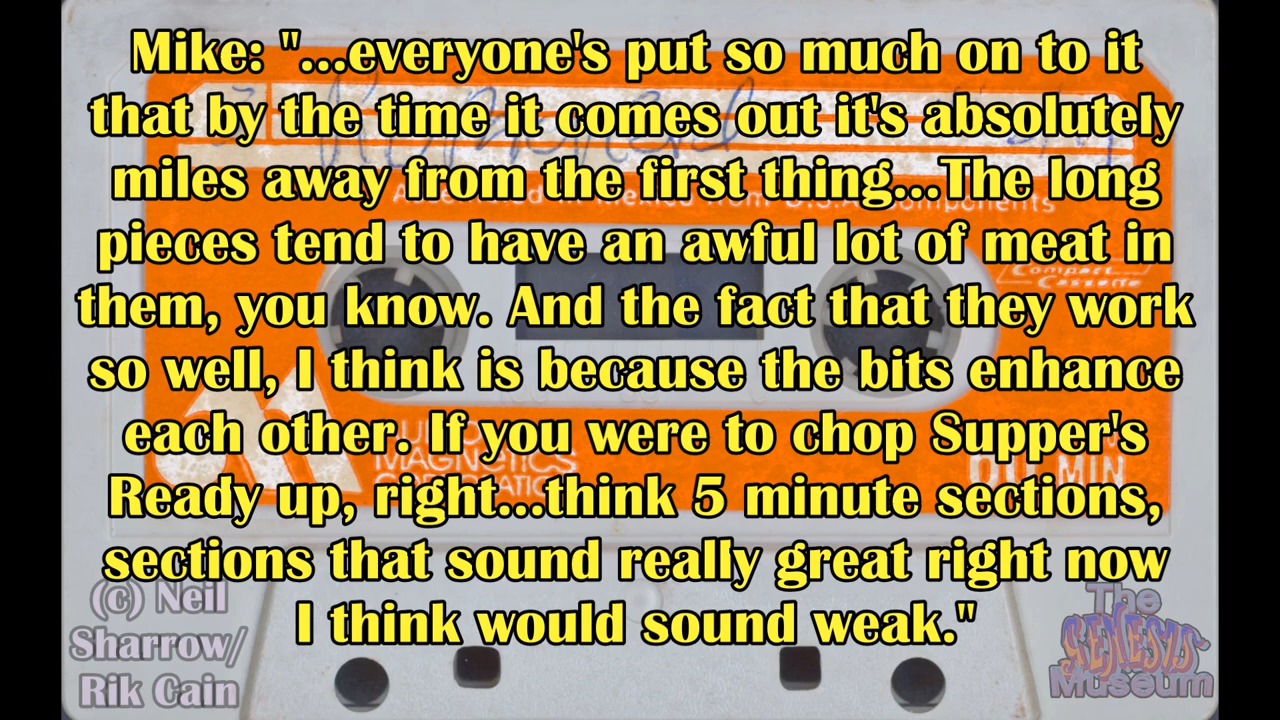 Mike: "...everyone's put so much on to it
that by the time it comes out it's absolutely
miles away from the first thing...The long
pieces tend to have an awful lot of meat in
them, you know. And the fact that they work
so well, I think is because the bits enhance
each other. If you were to chop Supper's
Ready up, right...think 5 minute sections,
sections that sound really great right now
I think would sound weak."
(c) Neil
Sharrow/
Rik Cain
The
GENESIS
Museum
Compact
Cassette
MAGNETICS
MIN